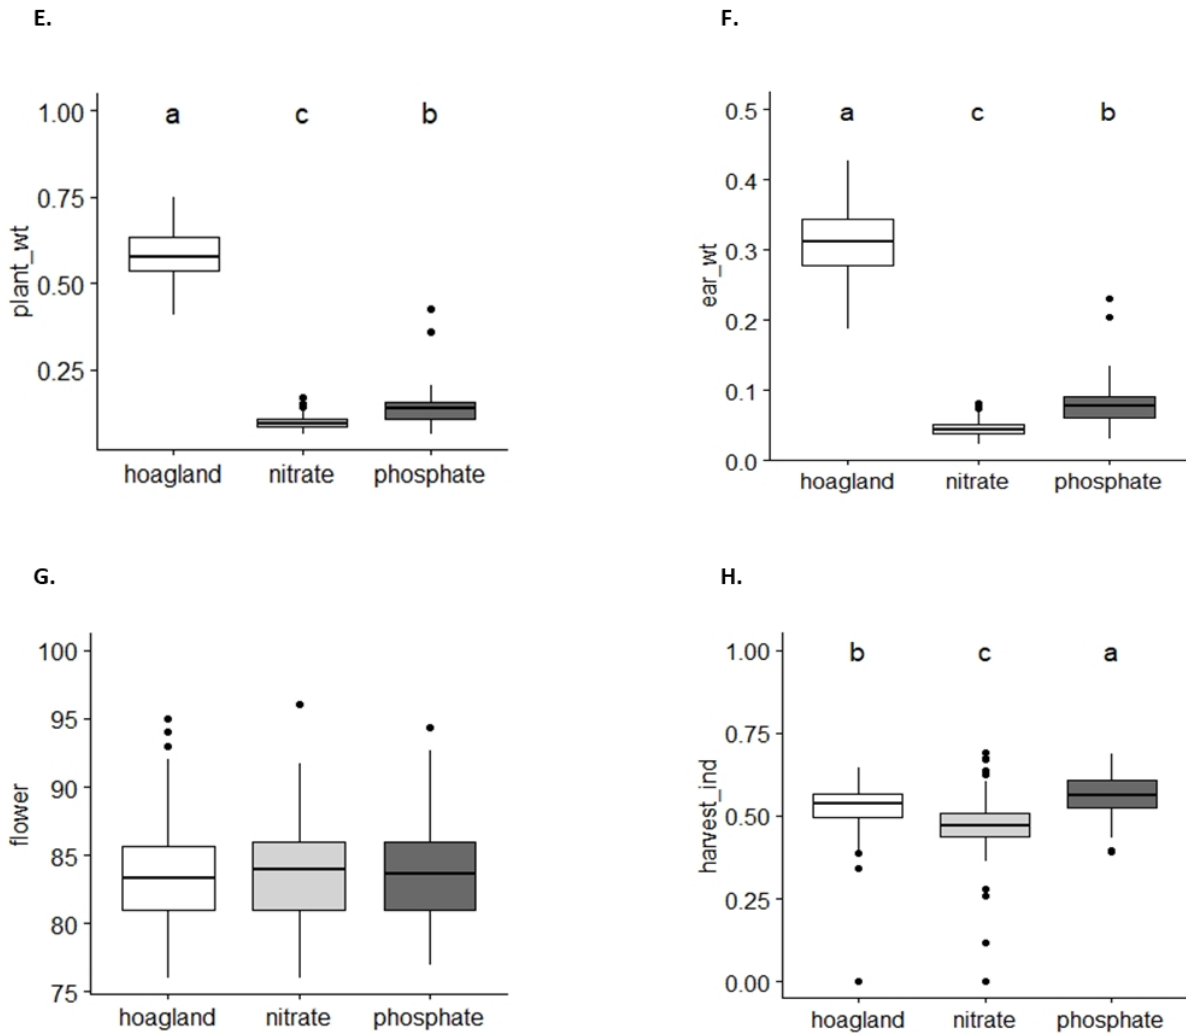 E.
plant_wt
1.00
0.75
0.50
0.25
a c b
hoagland nitrate phosphate
F.
ear_wt
0.5
0.4
0.3
0.2
0.1
0.0
a c b
hoagland nitrate phosphate
G.
flower
100
95
90
85
80
75
hoagland nitrate phosphate
H.
harvest_ind
1.00
0.75
0.50
0.25
0.00
b c a
hoagland nitrate phosphate